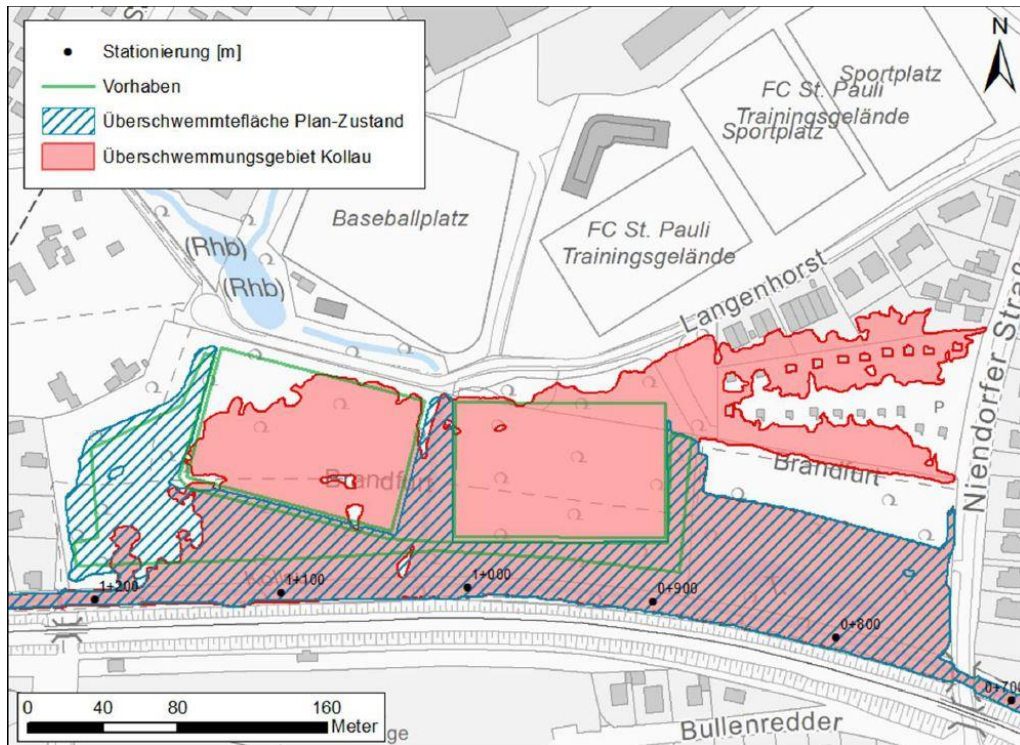 Stationierung [m]
Vorhaben
Überschwemmtefläche Plan-Zustand
Überschwemmungsgebiet Kollau
N
Sportplatz
FC St. Pauli
Trainingsgelände
Sportplatz
Baseballplatz
FC St. Pauli
Trainingsgelände
(Rhb)
(Rhb)
Langenhorst
Niendorfer Straß
P
Brandfurt
Brandfurt
1+200
1+100
1+000
0+900
0+800
0+700
0 40 80 160
Meter
Bullenredder